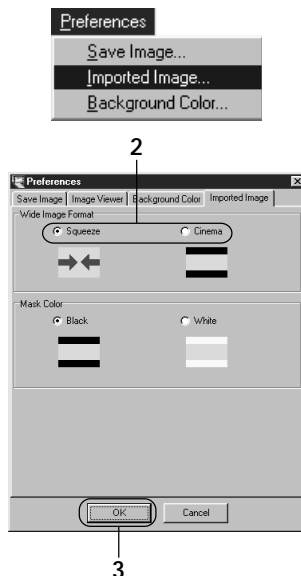 Preferences
Save Image...
Imported Image...
Background Color...
2
Preferences
Save Image Image Viewer Background Color Imported Image
Wide Image Format
Squeeze Cinema
Mask Color
Black White
OK Cancel
3